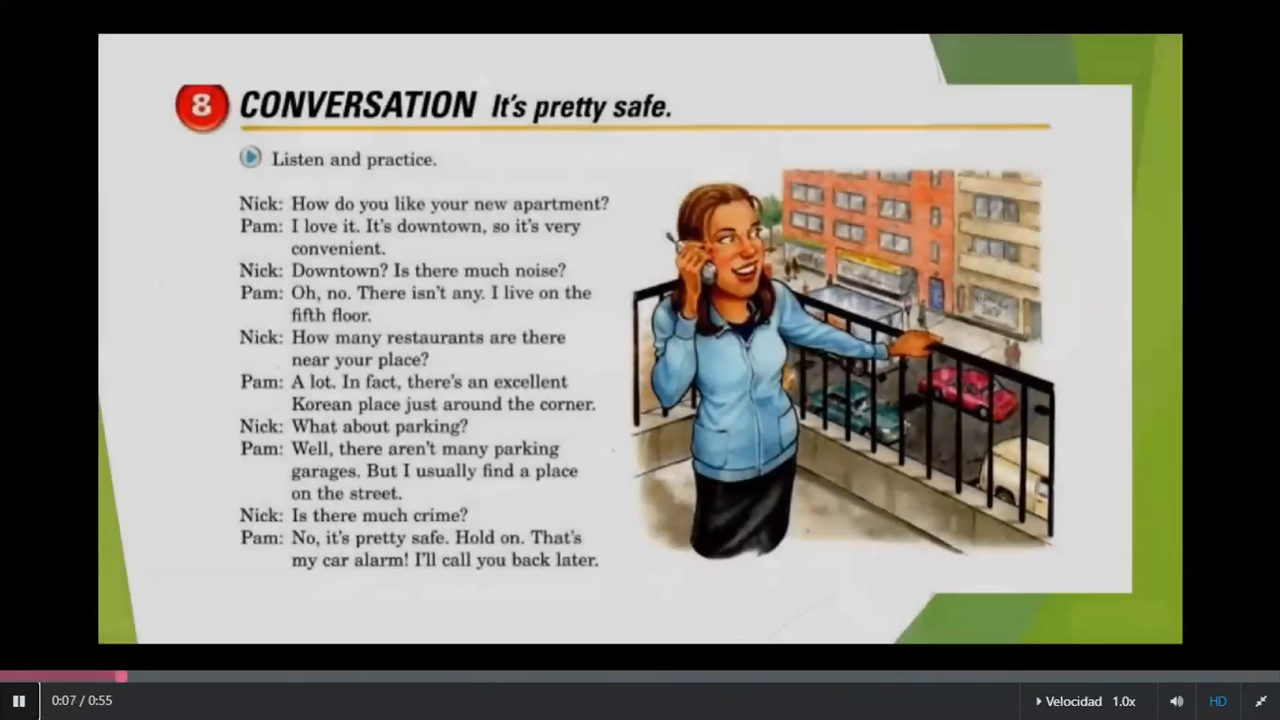 8 CONVERSATION It's pretty safe.
Listen and practice.
Nick: How do you like your new apartment?
Pam: I love it. It's downtown, so it's very
convenient.
Nick: Downtown? Is there much noise?
Pam: Oh, no. There isn't any. I live on the
fifth floor.
Nick: How many restaurants are there
near your place?
Pam: A lot. In fact, there's an excellent
Korean place just around the corner.
Nick: What about parking?
Pam: Well, there aren't many parking
garages. But I usually find a place
on the street.
Nick: Is there much crime?
Pam: No, it's pretty safe. Hold on. That's
my car alarm! I'll call you back later.
0:07 / 0:55
Velocidad 1.0x
HD